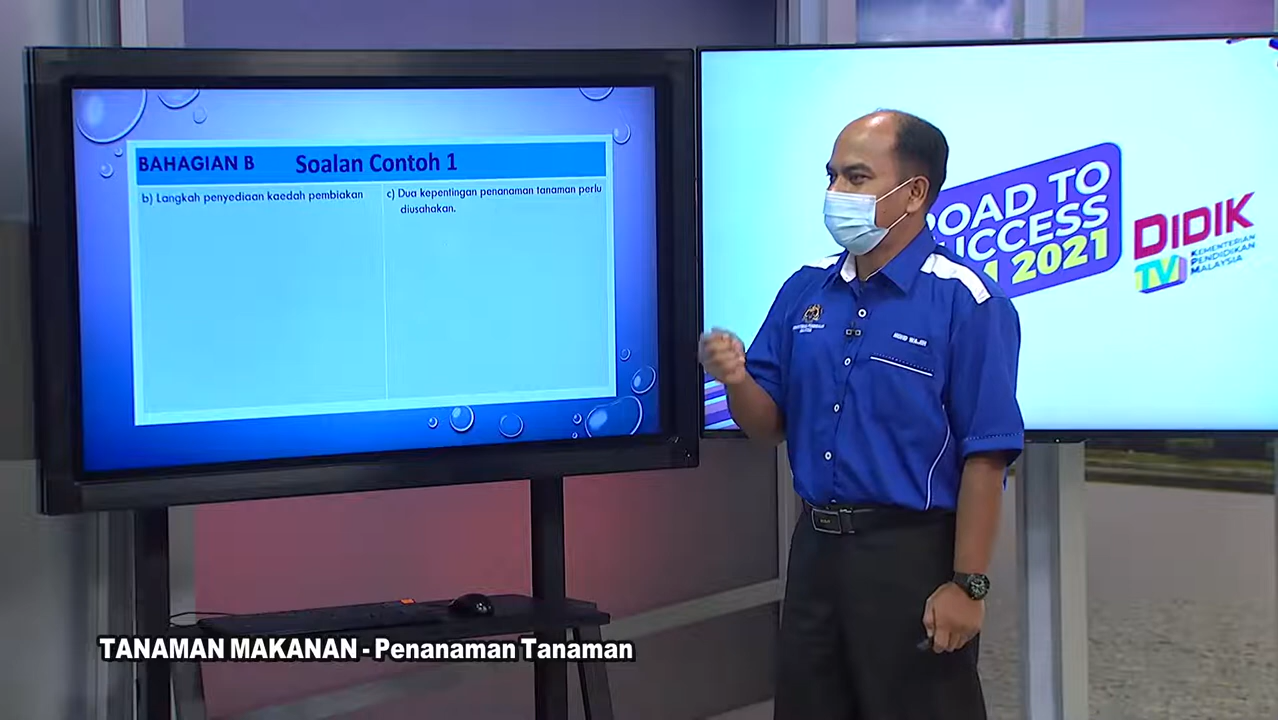 BAHAGIAN B Soalan Contoh 1
b) Langkah penyediaan kaedah pembiakan
c) Dua kepentingan penanaman tanaman perlu
diusahakan.
ROAD TO
SUCCESS
2021
DIDIK
TV
KEMENTERIAN
PENDIDIKAN
MALAYSIA
TANAMAN MAKANAN - Penanaman Tanaman